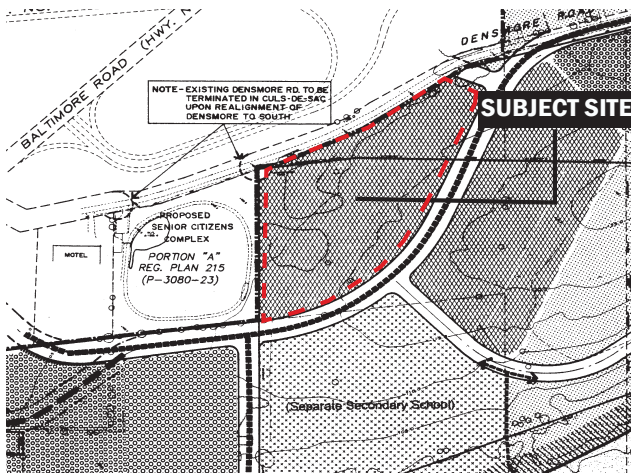 DENSMORE ROAD
BALTIMORE ROAD (HWY. N
NOTE - EXISTING DENSMORE RD. TO BE
TERMINATED IN CULS-DE-SAC
UPON REALIGNMENT OF
DENSMORE TO SOUTH.
SUBJECT SITE
PROPOSED
SENIOR CITIZENS
COMPLEX
MOTEL
PORTION "A"
REG. PLAN 215
(P-3080-23)
(Separate Secondary School)